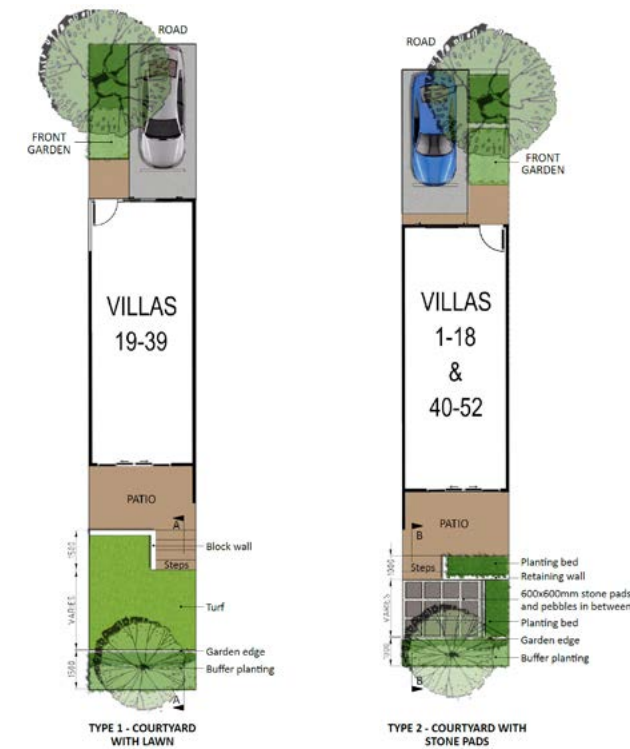 ROAD
FRONT
GARDEN
VILLAS
19-39
PATIO
A
Block wall
Steps
1500
VARIES
Turf
Garden edge
Buffer planting
1500
A
TYPE 1 - COURTYARD
WITH LAWN
ROAD
FRONT
GARDEN
VILLAS
1-18
&
40-52
PATIO
B
Steps
Planting bed
Retaining wall
600x600mm stone pads
and pebbles in between
VARIES
Planting bed
Garden edge
Buffer planting
B
TYPE 2 - COURTYARD WITH
STONE PADS